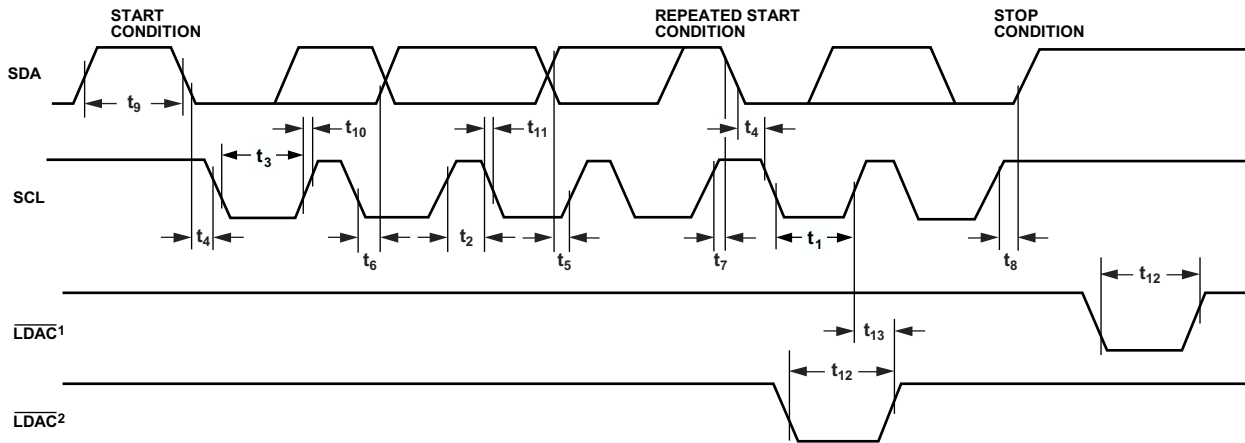 START
CONDITION
REPEATED START
CONDITION
STOP
CONDITION
SDA
t9
t10
t11
t4
t3
SCL
t4
t6
t2
t5
t7
t1
t8
t12
LDAC1
t13
t12
LDAC2